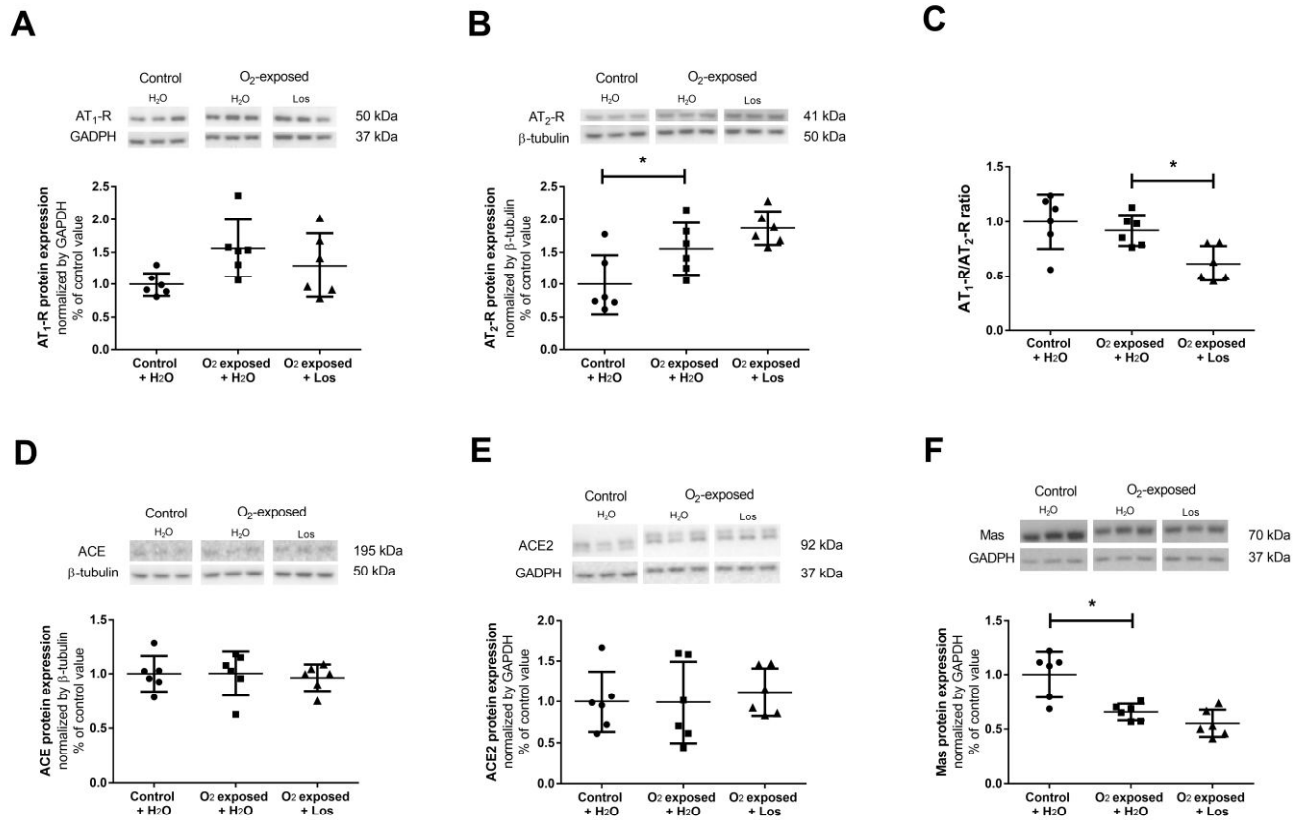 A
Control
O₂-exposed
H₂O
H₂O
Los
AT₁-R
50 kDa
GADPH
37 kDa
AT₁-R protein expression
normalized by GAPDH
% of control value
2.5
2.0
1.5
1.0
0.5
0.0
Control
+ H₂O
O₂ exposed
+ H₂O
O₂ exposed
+ Los
B
Control
O₂-exposed
H₂O
H₂O
Los
AT₂-R
41 kDa
β-tubulin
50 kDa
*
AT₂-R protein expression
normalized by β-tubulin
% of control value
2.5
2.0
1.5
1.0
0.5
0.0
Control
+ H₂O
O₂ exposed
+ H₂O
O₂ exposed
+ Los
C
*
AT₁-R/AT₂-R ratio
1.5
1.0
0.5
0.0
Control
+ H₂O
O₂ exposed
+ H₂O
O₂ exposed
+ Los
D
Control
O₂-exposed
H₂O
H₂O
Los
ACE
195 kDa
β-tubulin
50 kDa
ACE protein expression
normalized by β-tubulin
% of control value
1.5
1.0
0.5
0.0
Control
+ H₂O
O₂ exposed
+ H₂O
O₂ exposed
+ Los
E
Control
O₂-exposed
H₂O
H₂O
Los
ACE2
92 kDa
GADPH
37 kDa
ACE2 protein expression
normalized by GAPDH
% of control value
2.0
1.5
1.0
0.5
0.0
Control
+ H₂O
O₂ exposed
+ H₂O
O₂ exposed
+ Los
F
Control
O₂-exposed
H₂O
H₂O
Los
Mas
70 kDa
GADPH
37 kDa
*
Mas protein expression
normalized by GAPDH
% of control value
1.5
1.0
0.5
0.0
Control
+ H₂O
O₂ exposed
+ H₂O
O₂ exposed
+ Los